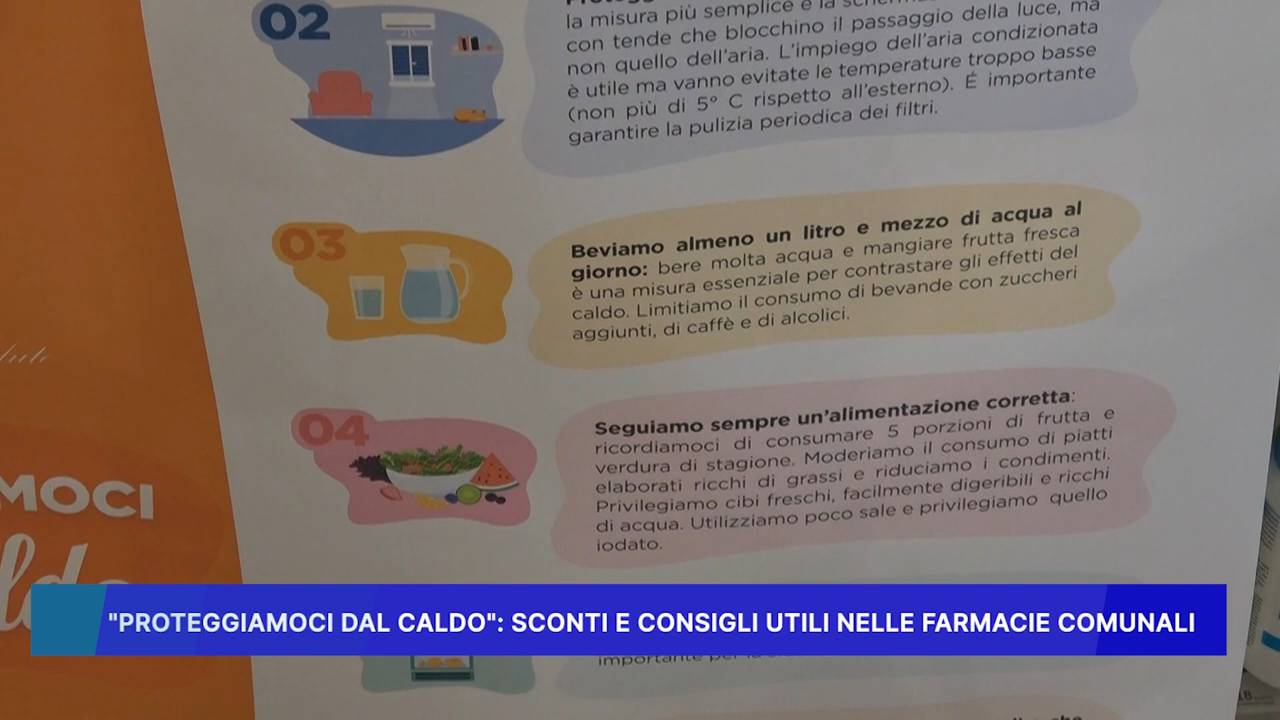 02
la misura più semplice è la
con tende che blocchino il passaggio della luce, ma
non quello dell'aria. L'impiego dell'aria condizionata
è utile ma vanno evitate le temperature troppo basse
(non più di 5° C rispetto all'esterno). É importante
garantire la pulizia periodica dei filtri.
03
Beviamo almeno un litro e mezzo di acqua al
giorno: bere molta acqua e mangiare frutta fresca
è una misura essenziale per contrastare gli effetti del
caldo. Limitiamo il consumo di bevande con zuccheri
aggiunti, di caffè e di alcolici.
04
Seguiamo sempre un'alimentazione corretta:
ricordiamoci di consumare 5 porzioni di frutta e
verdura di stagione. Moderiamo il consumo di piatti
elaborati ricchi di grassi e riduciamo i condimenti.
Privilegiamo cibi freschi, facilmente digeribili e ricchi
di acqua. Utilizziamo poco sale e privilegiamo quello
iodato.
MOCI
"PROTEGGIAMOCI DAL CALDO": SCONTI E CONSIGLI UTILI NELLE FARMACIE COMUNALI
importante per